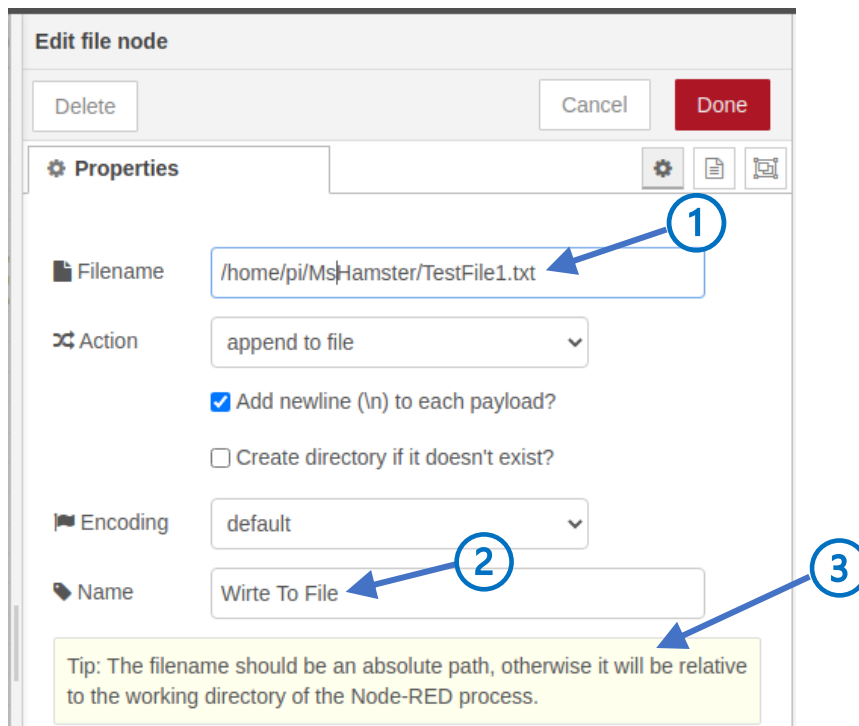 Edit file node
Delete
Cancel
Done
Properties
1
Filename
/home/pi/MsHamster/TestFile1.txt
Action
append to file
Add newline (\n) to each payload?
Create directory if it doesn't exist?
Encoding
default
2
3
Name
Wirte To File
Tip: The filename should be an absolute path, otherwise it will be relative
to the working directory of the Node-RED process.